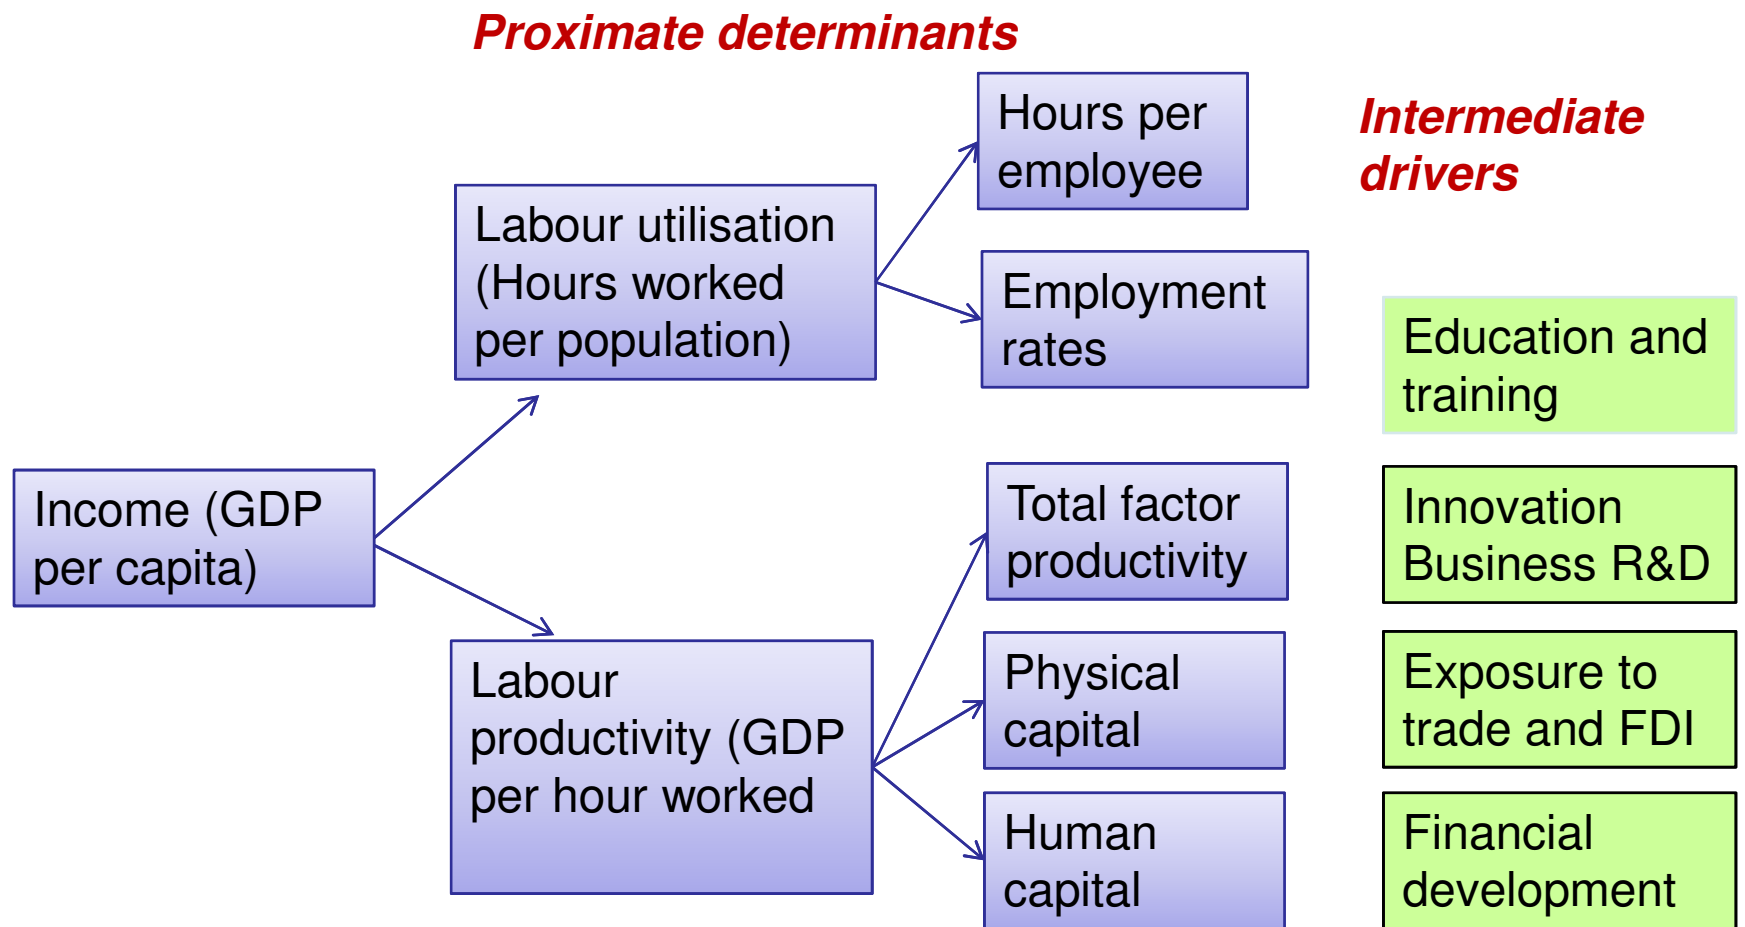 Proximate determinants
Hours per
employee
Intermediate
drivers
Labour utilisation
(Hours worked
per population)
Employment
rates
Education and
training
Income (GDP
per capita)
Total factor
productivity
Innovation
Business R&D
Labour
productivity (GDP
per hour worked
Physical
capital
Exposure to
trade and FDI
Human
capital
Financial
development